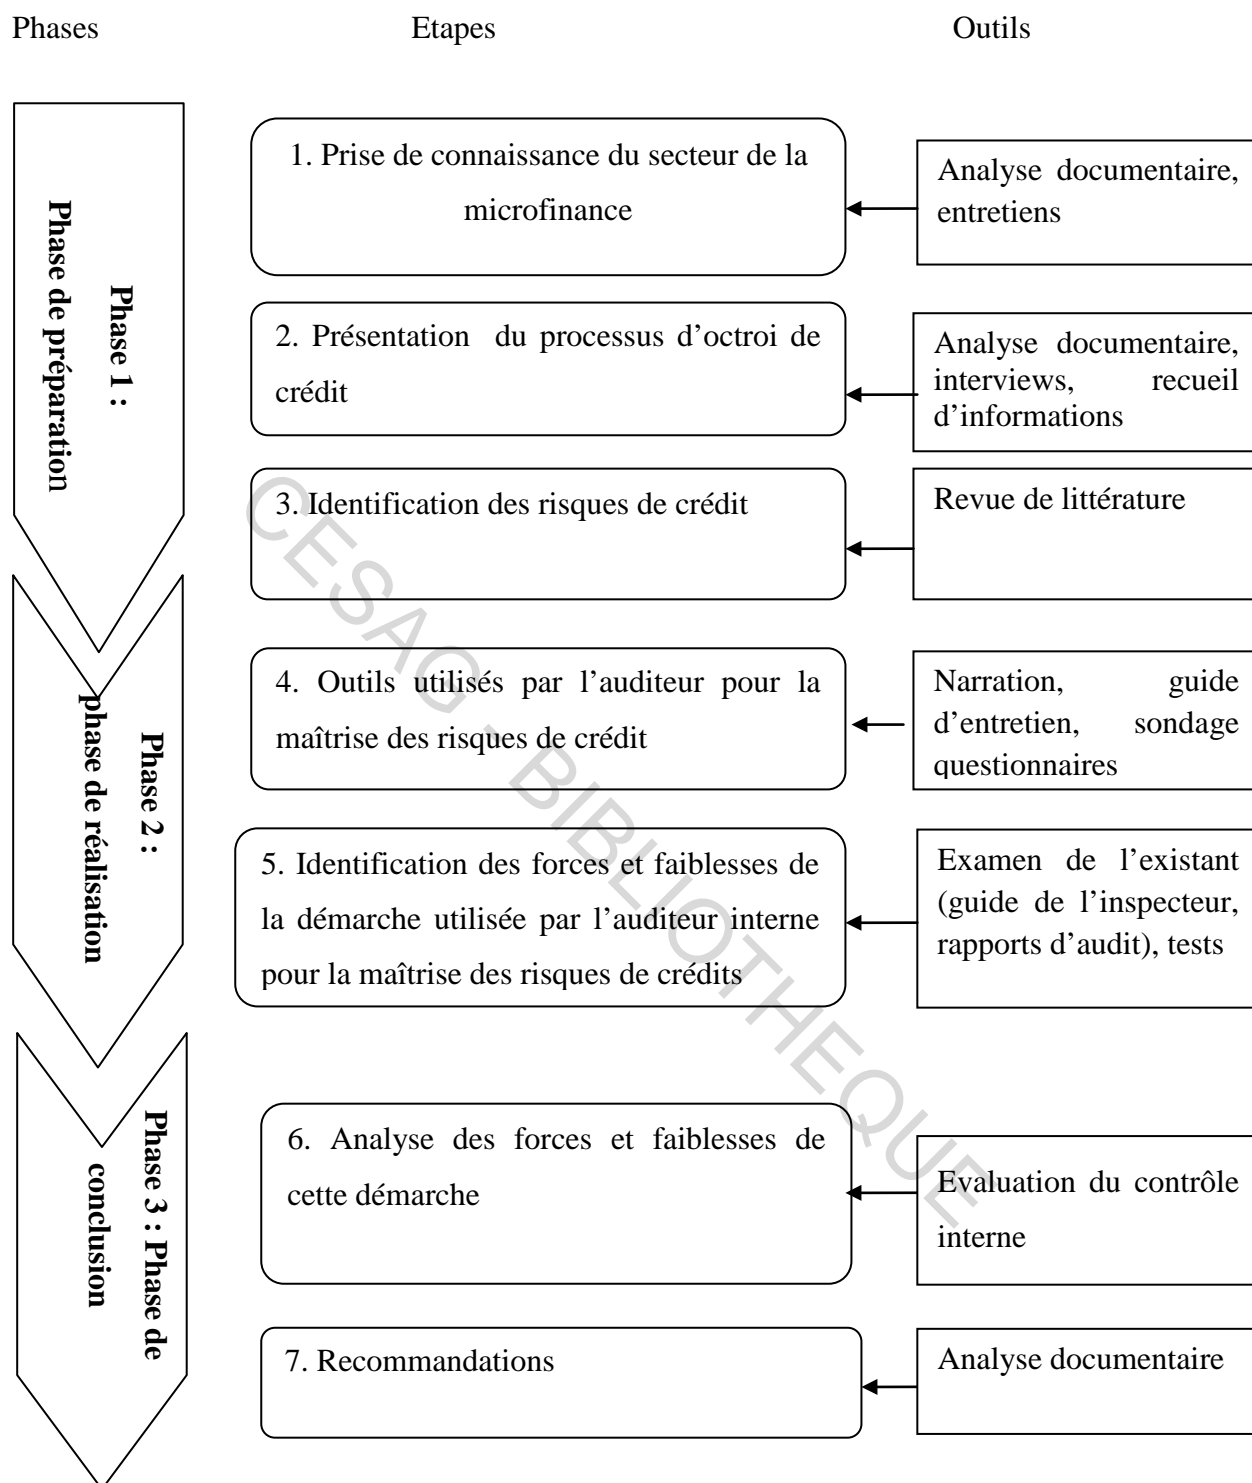 Phases Etapes Outils
Phase 1 :
Phase de préparation
1. Prise de connaissance du secteur de la
microfinance
Analyse documentaire,
entretiens
2. Présentation du processus d’octroi de
crédit
Analyse documentaire,
interviews, recueil
d’informations
3. Identification des risques de crédit
Revue de littérature
Phase 2 :
phase de réalisation
4. Outils utilisés par l’auditeur pour la
maîtrise des risques de crédit
Narration, guide
d’entretien, sondage
questionnaires
5. Identification des forces et faiblesses de
la démarche utilisée par l’auditeur interne
pour la maîtrise des risques de crédits
Examen de l’existant
(guide de l’inspecteur,
rapports d’audit), tests
Phase 3 : Phase de
conclusion
6. Analyse des forces et faiblesses de
cette démarche
Evaluation du contrôle
interne
7. Recommandations
Analyse documentaire
CESAG - BIBLIOTHEQUE